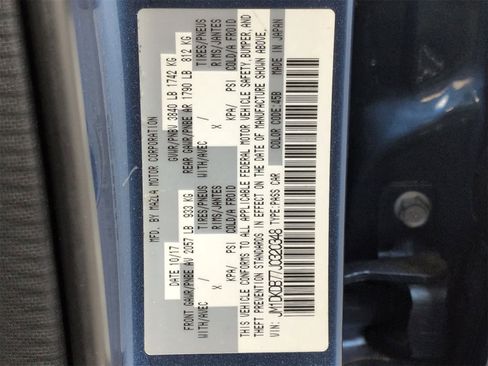 MFD. BY MAZDA MOTOR CORPORATION
DATE: 10/17 GVWR/PNBV 3840 LB 1742 KG
FRONT GAWR/PNBE AV 2057 LB 933 KG REAR GAWR/PNBE AR 1790 LB 812 KG
WITH/AVEC TIRES/PNEUS WITH/AVEC TIRES/PNEUS
X RIMS/JANTES X RIMS/JANTES
KPA/ PSI COLD/A FROID KPA/ PSI COLD/A FROID
THIS VEHICLE CONFORMS TO ALL APPLICABLE FEDERAL MOTOR VEHICLE SAFETY, BUMPER, AND
THEFT PREVENTION STANDARDS IN EFFECT ON THE DATE OF MANUFACTURE SHOWN ABOVE.
VIN: JM1DKDB77J0320348 TYPE:PASS CAR COLOR CODE:45B MADE IN JAPAN